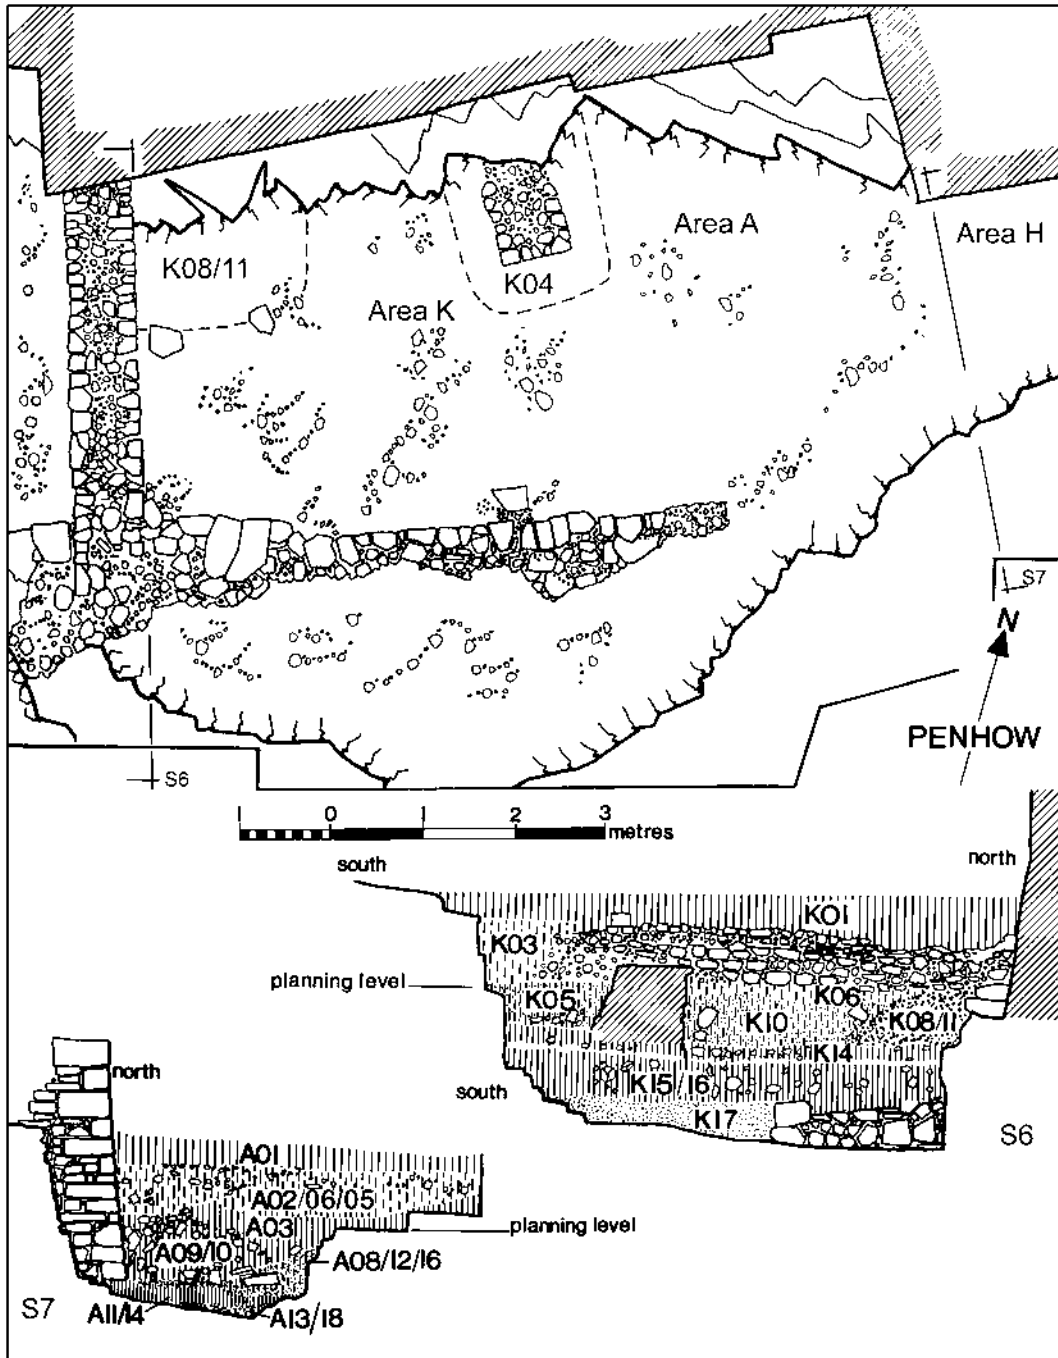 Area A
Area H
K08/11
K04
Area K
S7
N
PENHOW
S6
1 0 1 2 3
metres
south
north
K01
K03
planning level
K05
K06
K10
K08/11
K14
north
south
K15/16
K17
S6
A01
A02/06/05
A03
planning level
A09/10
A08/12/16
S7
A11/14
A13/18